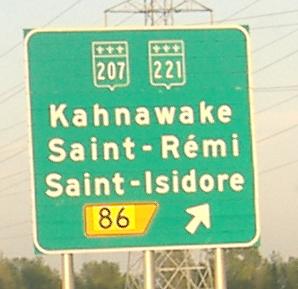 207 221
Kahnawake
Saint-Rémi
Saint-Isidore
86